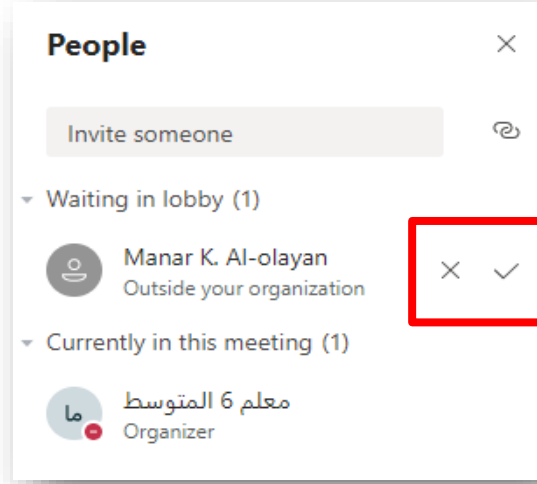 People
Invite someone
Waiting in lobby (1)
Manar K. Al-olayan
Outside your organization
Currently in this meeting (1)
ما
معلم 6 المتوسط
Organizer